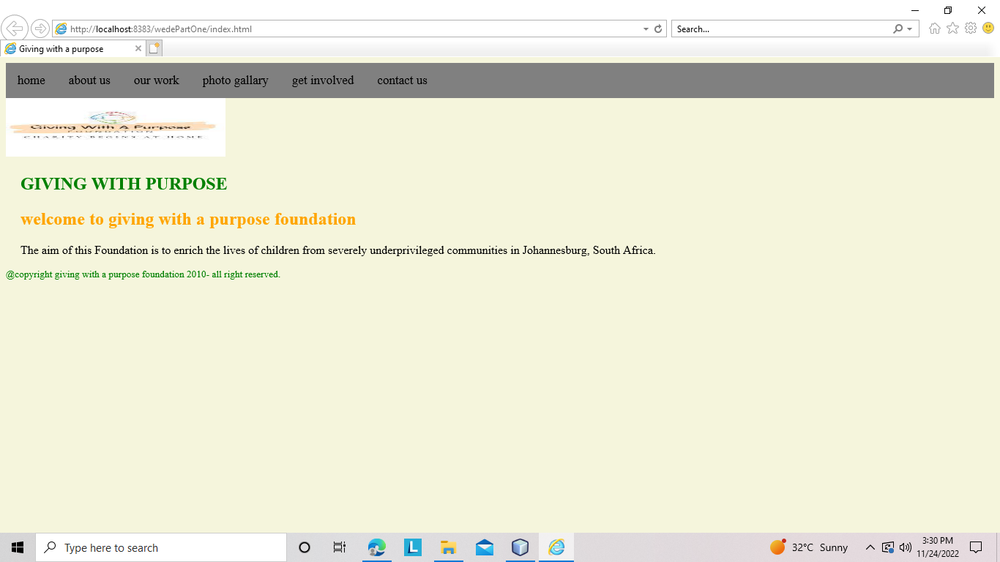 http://localhost:8383/wedePartOne/index.html
Search...
Giving with a purpose
home about us our work photo gallary get involved contact us
Giving With A Purpose
FOUNDATION
CHARITY BEGINS AT HOME
GIVING WITH PURPOSE
welcome to giving with a purpose foundation
The aim of this Foundation is to enrich the lives of children from severely underprivileged communities in Johannesburg, South Africa.
@copyright giving with a purpose foundation 2010- all right reserved.
Type here to search
L
32°C Sunny
3:30 PM
11/24/2022